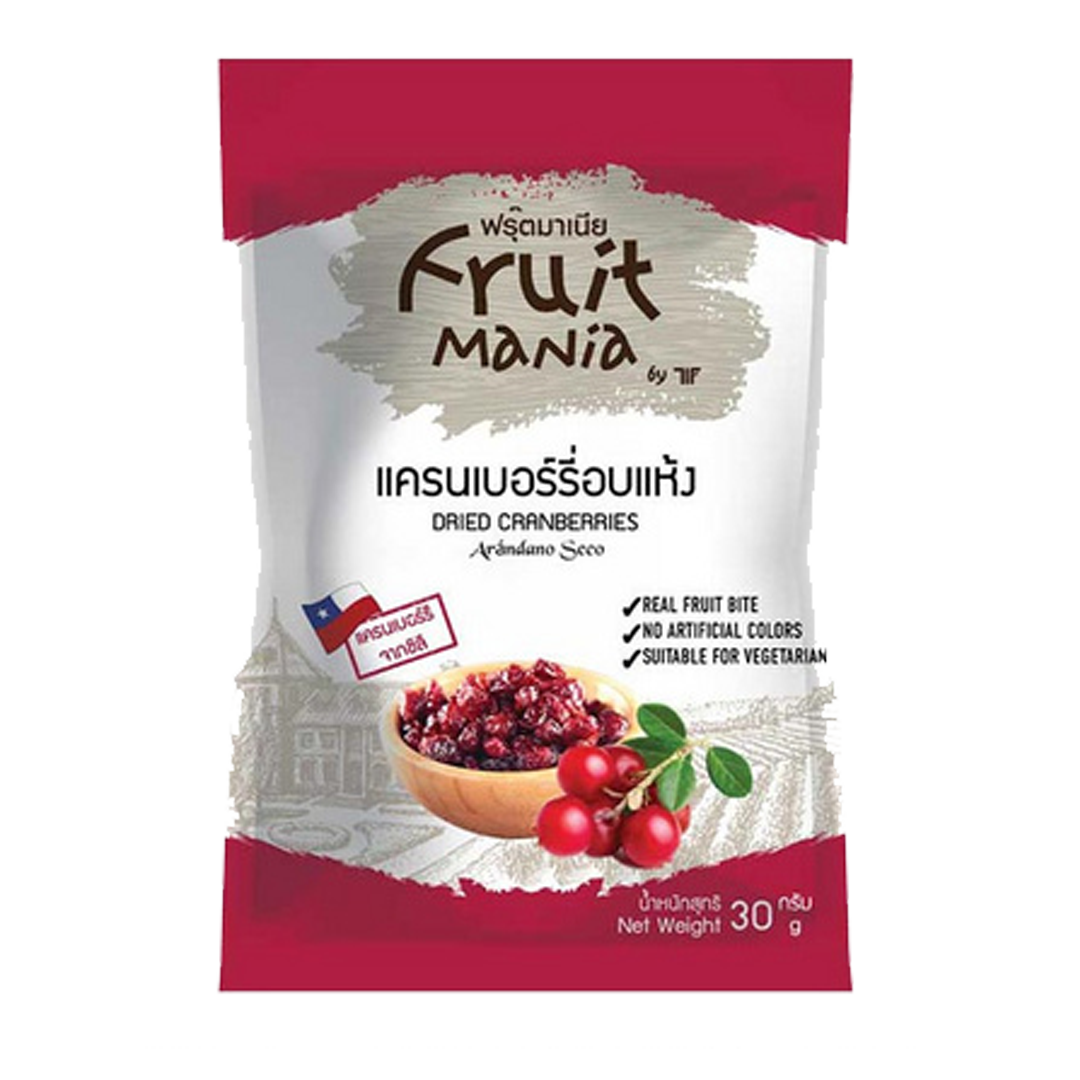 ฟรุ๊ตมาเนีย
Fruit
Mania
by
แครนเบอร์รี่อบแห้ง
DRIED CRANBERRIES
Arándano Seco
แครนเบอร์รี
จากชิลี
✓REAL FRUIT BITE
✓NO ARTIFICIAL COLORS
✓SUITABLE FOR VEGETARIAN
น้ำหนักสุทธิ 30 กรัม
Net Weight g